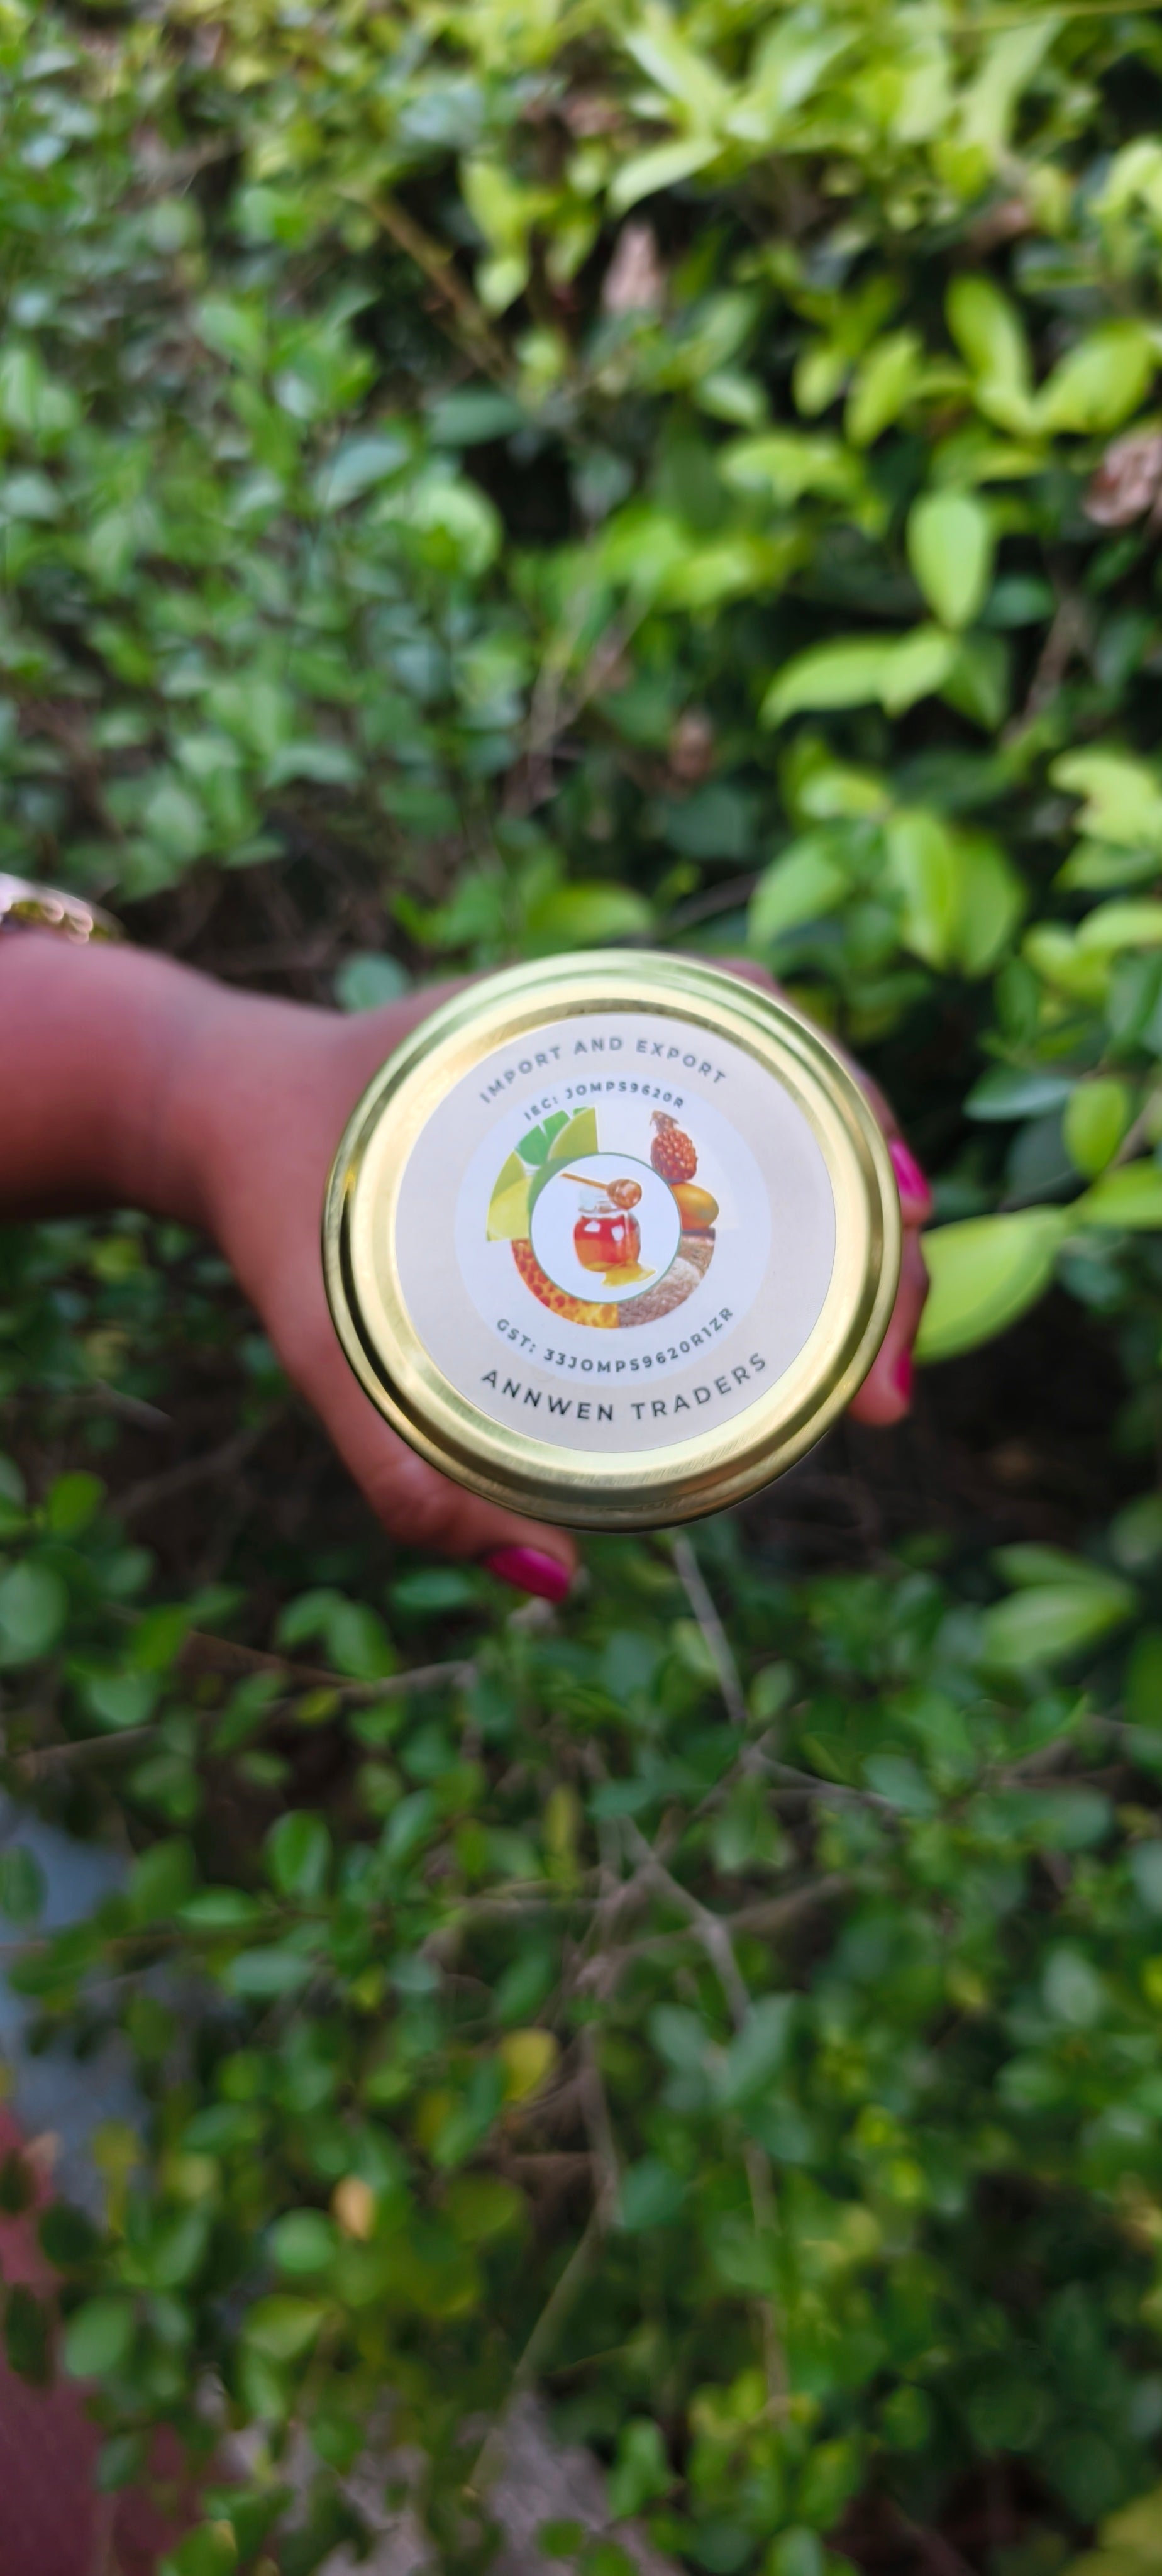 IMPORT AND EXPORT
IEC: JOMPS9620R
GST: 33JOMPS9620R1ZR
ANNWEN TRADERS